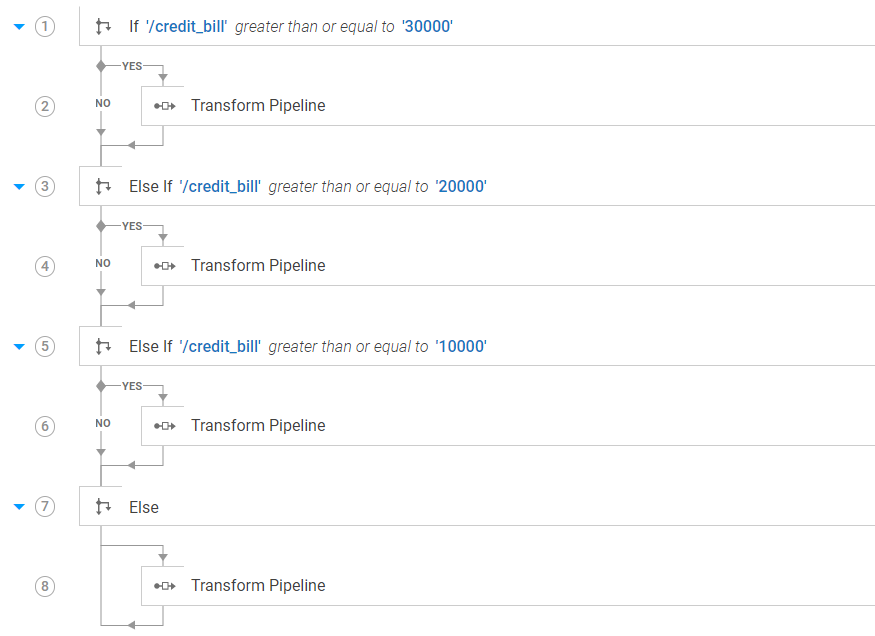 1 If '/credit_bill' greater than or equal to '30000'
YES
2 NO Transform Pipeline
3 Else If '/credit_bill' greater than or equal to '20000'
YES
4 NO Transform Pipeline
5 Else If '/credit_bill' greater than or equal to '10000'
YES
6 NO Transform Pipeline
7 Else
8 Transform Pipeline